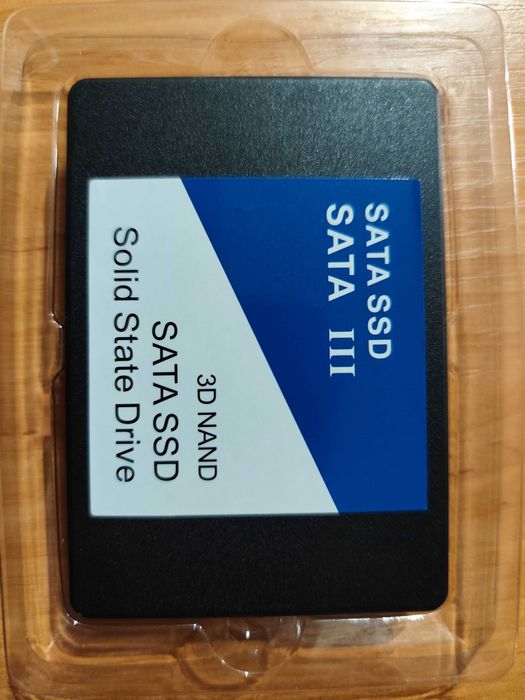 SATA SSD
SATA III
3D NAND
SATA SSD
Solid State Drive